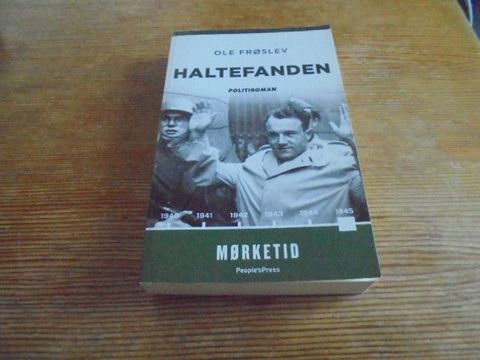 OLE FRØSLEV
HALTEFANDEN
POLITIROMAN
1940 1941 1942 1943 1944 1945
MØRKETID
People'sPress